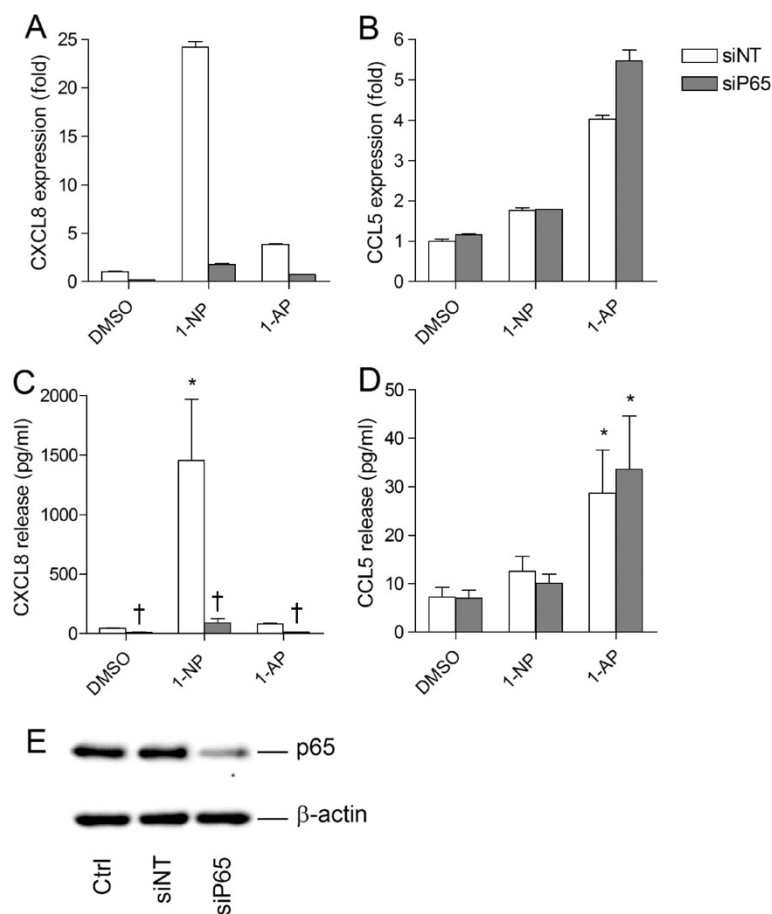 A
CXCL8 expression (fold)
25
20
15
10
5
0
DMSO
1-NP
1-AP
B
CCL5 expression (fold)
6
5
4
3
2
1
0
DMSO
1-NP
1-AP
siNT
siP65
C
CXCL8 release (pg/ml)
2000
1500
1000
500
0
*
†
†
†
DMSO
1-NP
1-AP
D
CCL5 release (pg/ml)
50
40
30
20
10
0
*
*
DMSO
1-NP
1-AP
E
p65
β-actin
Ctrl
siNT
siP65